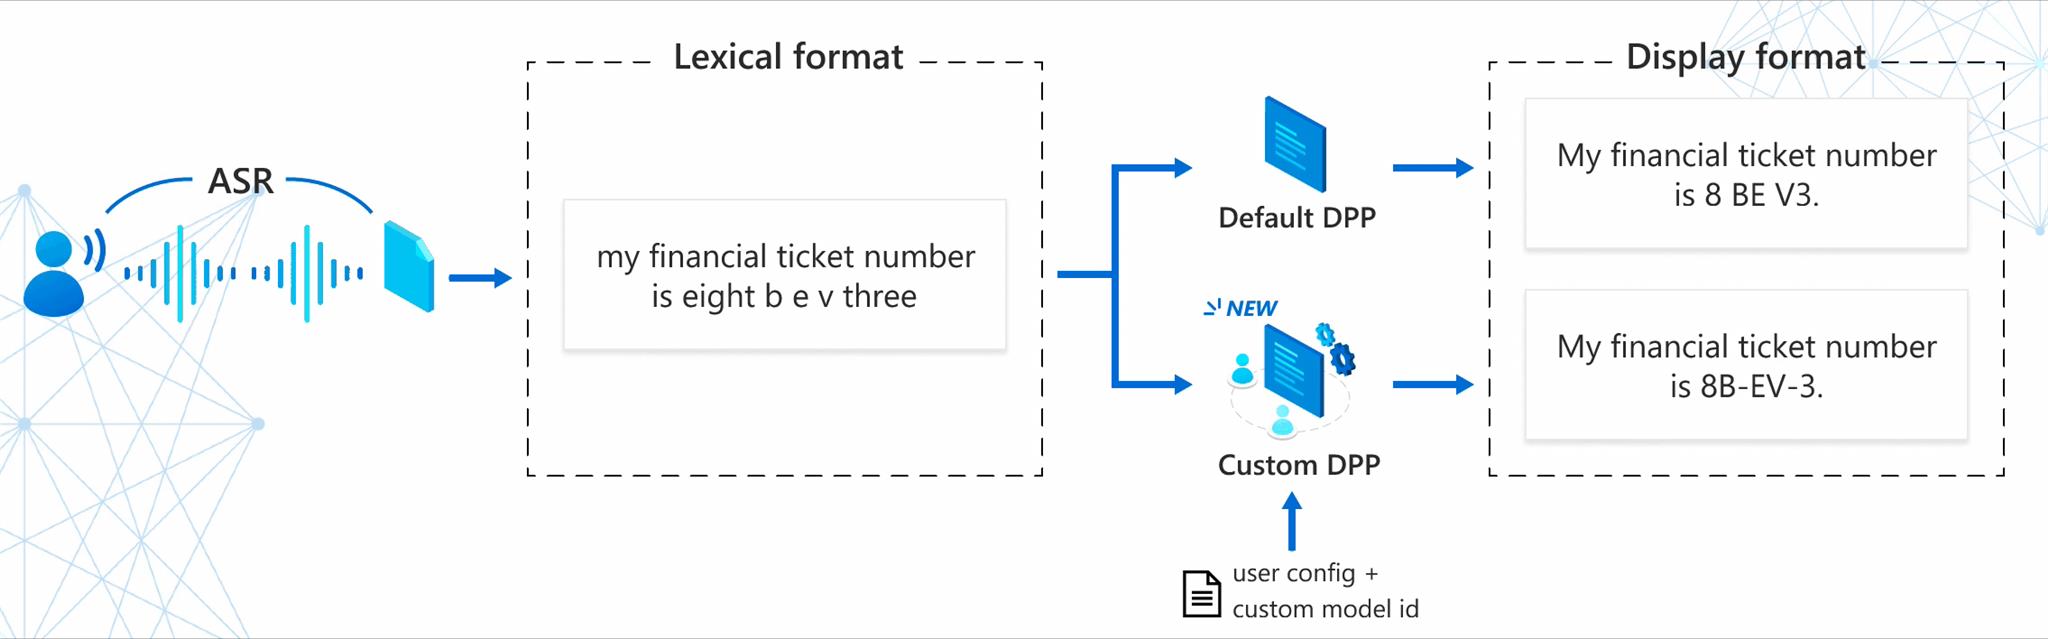 ASR
Lexical format
my financial ticket number
is eight b e v three
Default DPP
NEW
Custom DPP
user config +
custom model id
Display format
My financial ticket number
is 8 BE V3.
My financial ticket number
is 8B-EV-3.